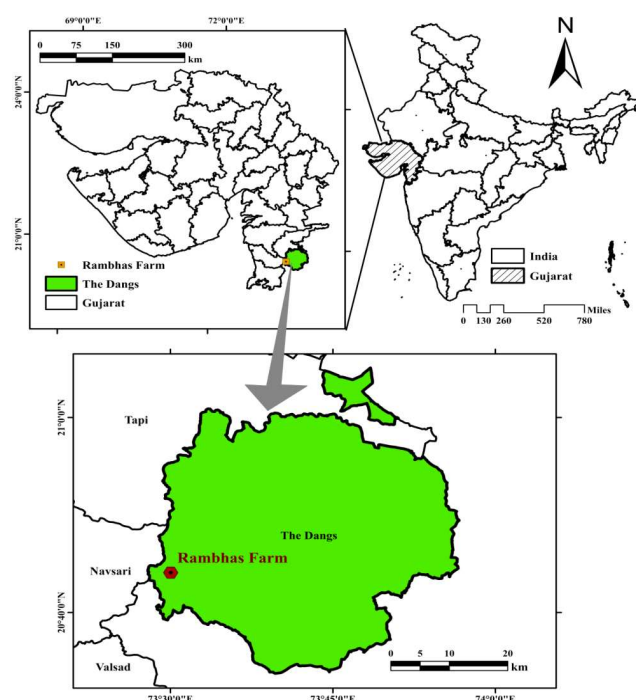 69°0'0"E 72°0'0"E
0 75 150 300
km
N
24°0'0"N
21°0'0"N
Rambhas Farm
The Dangs
Gujarat
India
Gujarat
Miles
0 130 260 520 780
21°0'0"N
Tapi
The Dangs
Rambhas Farm
Navsari
20°40'0"N
Valsad
0 5 10 20
km
73°30'0"E 73°45'0"E 74°0'0"E